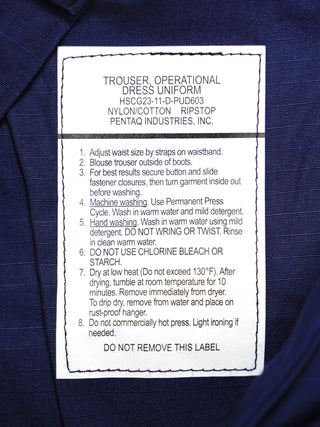 TROUSER, OPERATIONAL
DRESS UNIFORM
HSCG23-11-D-PUD603
NYLON/COTTON RIPSTOP
PENTAQ INDUSTRIES, INC.
1. Adjust waist size by straps on waistband.
2. Blouse trouser outside of boots.
3. For best results secure button and slide
fastener closures, then turn garment inside out
before washing.
4. Machine washing. Use Permanent Press
Cycle. Wash in warm water and mild detergent.
5. Hand washing. Wash in warm water using mild
detergent. DO NOT WRING OR TWIST. Rinse
in clean warm water.
6. DO NOT USE CHLORINE BLEACH OR
STARCH.
7. Dry at low heat (Do not exceed 130°F). After
drying, tumble at room temperature for 10
minutes. Remove immediately from dryer.
To drip dry, remove from water and place on
rust-proof hanger.
8. Do not commercially hot press. Light ironing if
needed.
DO NOT REMOVE THIS LABEL